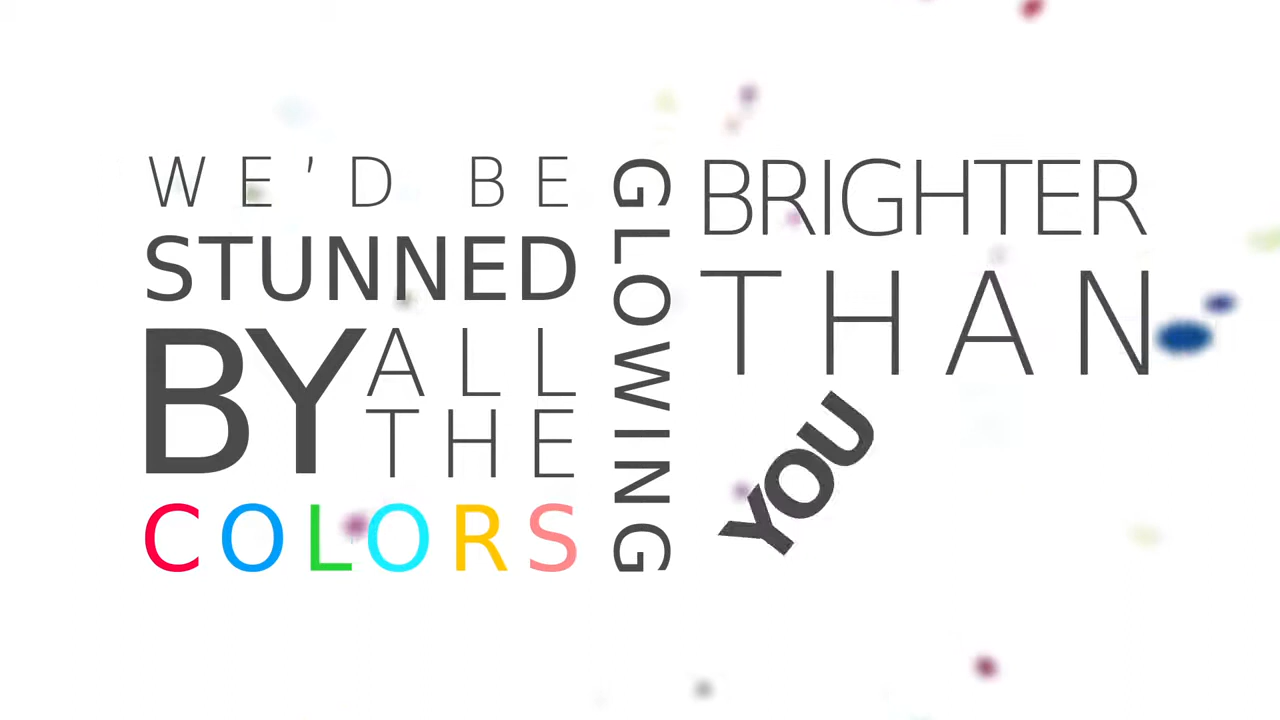 WE'D BE
STUNNED
BY ALL
THE
COLORS
GLOWING
BRIGHTER
THAN
YOU